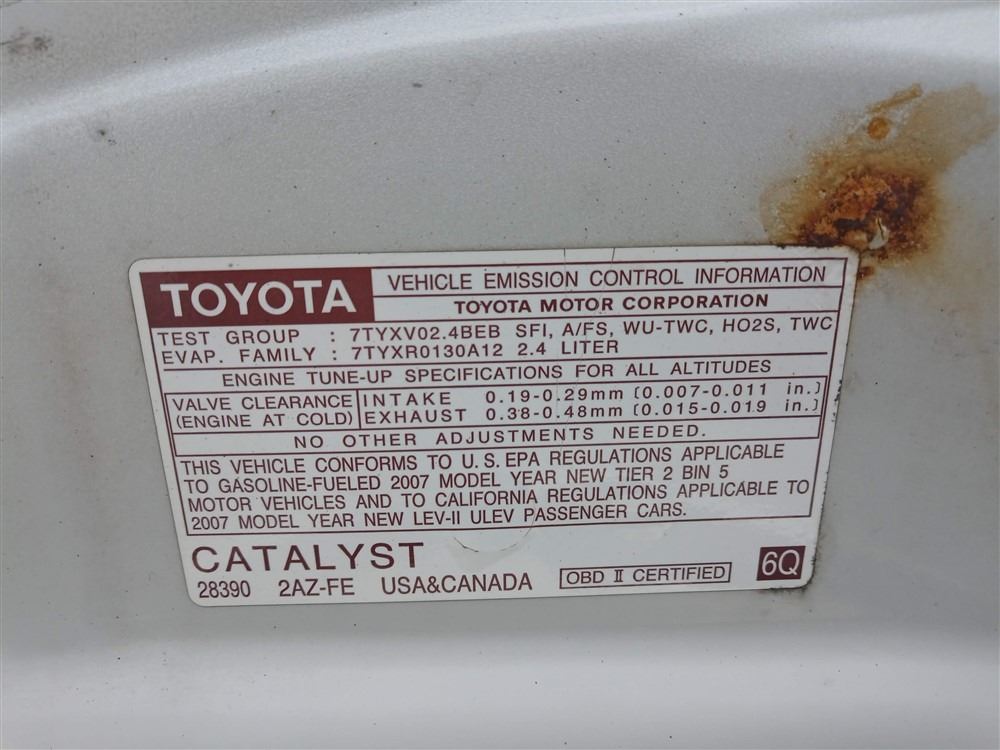 TOYOTA
VEHICLE EMISSION CONTROL INFORMATION
TOYOTA MOTOR CORPORATION
TEST GROUP : 7TYXV02.4BEB SFI, A/FS, WU-TWC, HO2S, TWC
EVAP. FAMILY : 7TYXR0130A12 2.4 LITER
ENGINE TUNE-UP SPECIFICATIONS FOR ALL ALTITUDES
VALVE CLEARANCE INTAKE 0.19-0.29mm (0.007-0.011 in.)
(ENGINE AT COLD) EXHAUST 0.38-0.48mm (0.015-0.019 in.)
NO OTHER ADJUSTMENTS NEEDED.
THIS VEHICLE CONFORMS TO U.S. EPA REGULATIONS APPLICABLE
TO GASOLINE-FUELED 2007 MODEL YEAR NEW TIER 2 BIN 5
MOTOR VEHICLES AND TO CALIFORNIA REGULATIONS APPLICABLE TO
2007 MODEL YEAR NEW LEV-II ULEV PASSENGER CARS.
CATALYST
28390 2AZ-FE USA&CANADA OBD II CERTIFIED 6Q